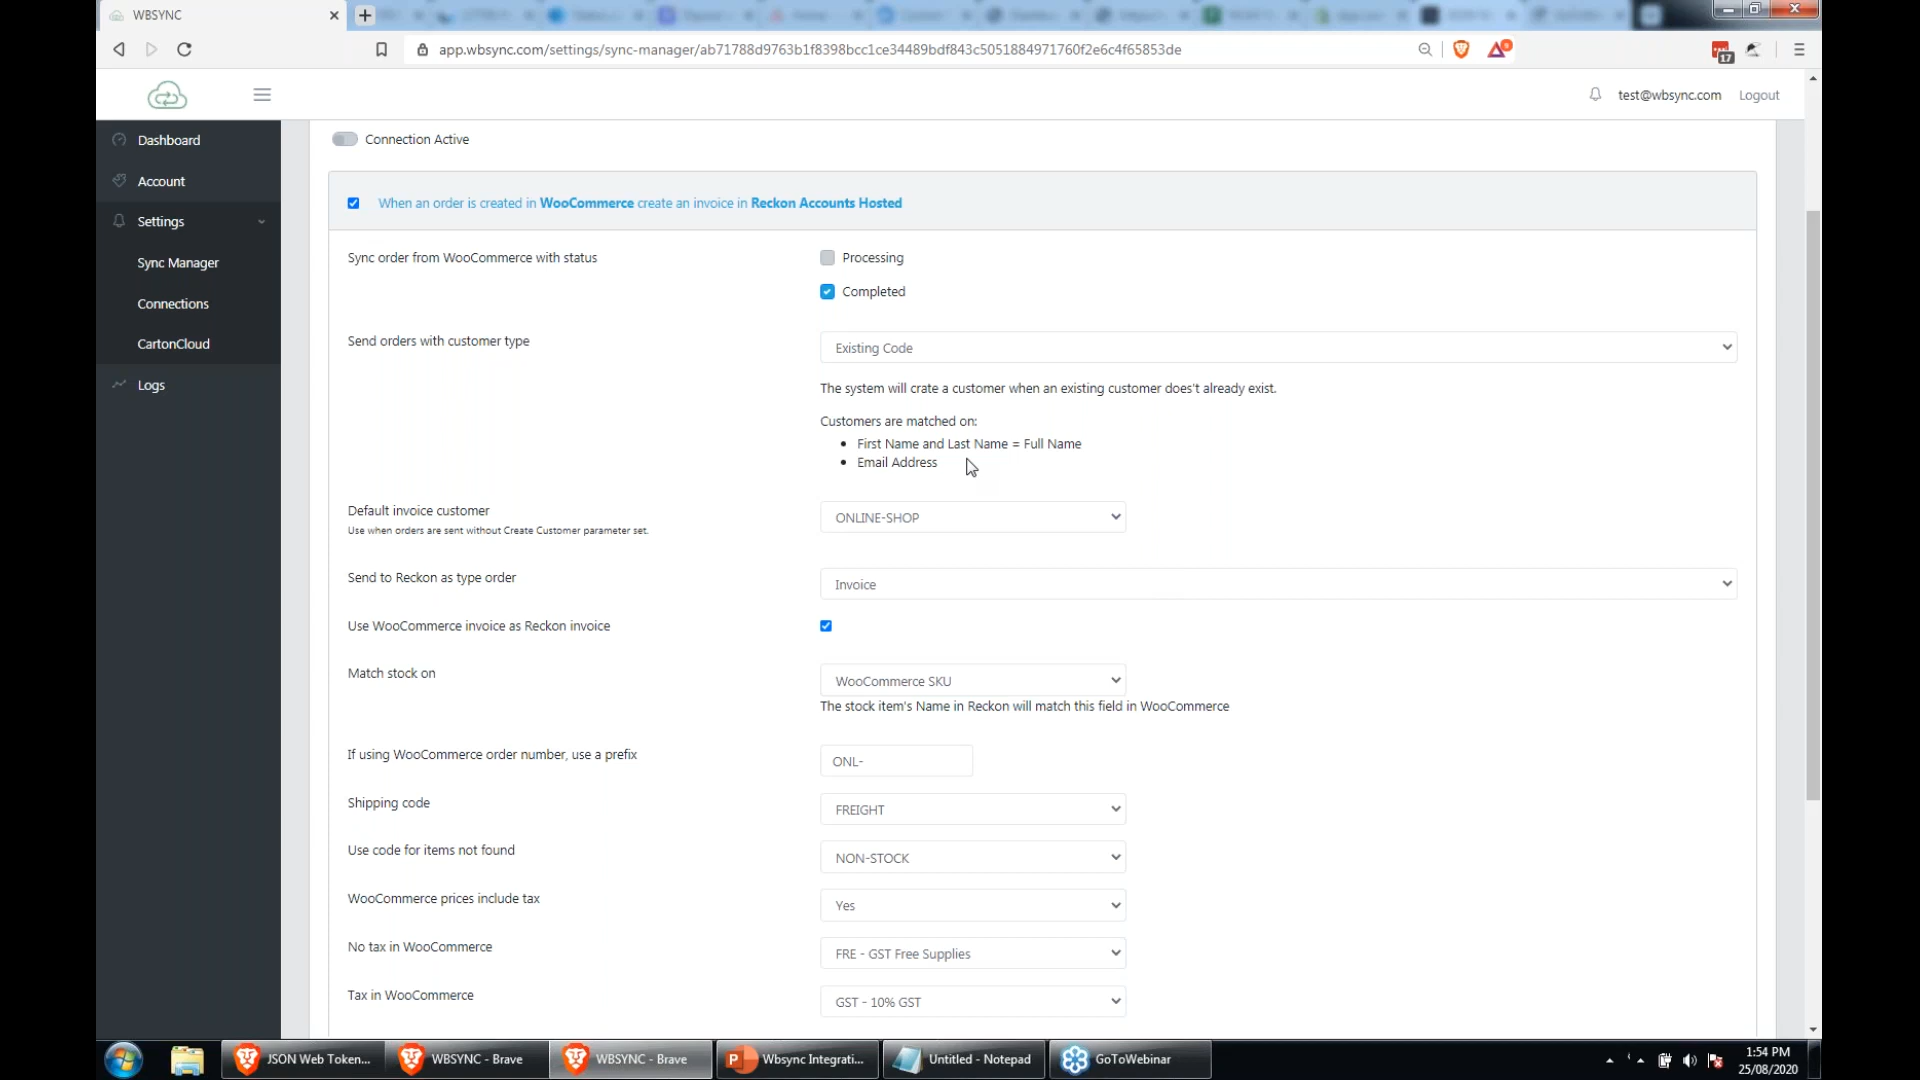 WBSYNC
app.wbsync.com/settings/sync-manager/ab71788d9763b1f8398bcc1ce34489bdf843c5051884971760f2e6c4f65853de
17
test@wbsync.com Logout
Dashboard
Account
Settings
Sync Manager
Connections
CartonCloud
Logs
Connection Active
When an order is created in WooCommerce create an invoice in Reckon Accounts Hosted
Sync order from WooCommerce with status
Processing
Completed
Send orders with customer type
Existing Code
The system will crate a customer when an existing customer does't already exist.
Customers are matched on:
• First Name and Last Name = Full Name
• Email Address
Default invoice customer
Use when orders are sent without Create Customer parameter set.
ONLINE-SHOP
Send to Reckon as type order
Invoice
Use WooCommerce invoice as Reckon invoice
Match stock on
WooCommerce SKU
The stock item's Name in Reckon will match this field in WooCommerce
If using WooCommerce order number, use a prefix
ONL-
Shipping code
FREIGHT
Use code for items not found
NON-STOCK
WooCommerce prices include tax
Yes
No tax in WooCommerce
FRE - GST Free Supplies
Tax in WooCommerce
GST - 10% GST
JSON Web Token...
WBSYNC - Brave
WBSYNC - Brave
Wbsync Integrati...
Untitled - Notepad
GoToWebinar
1:54 PM
25/08/2020